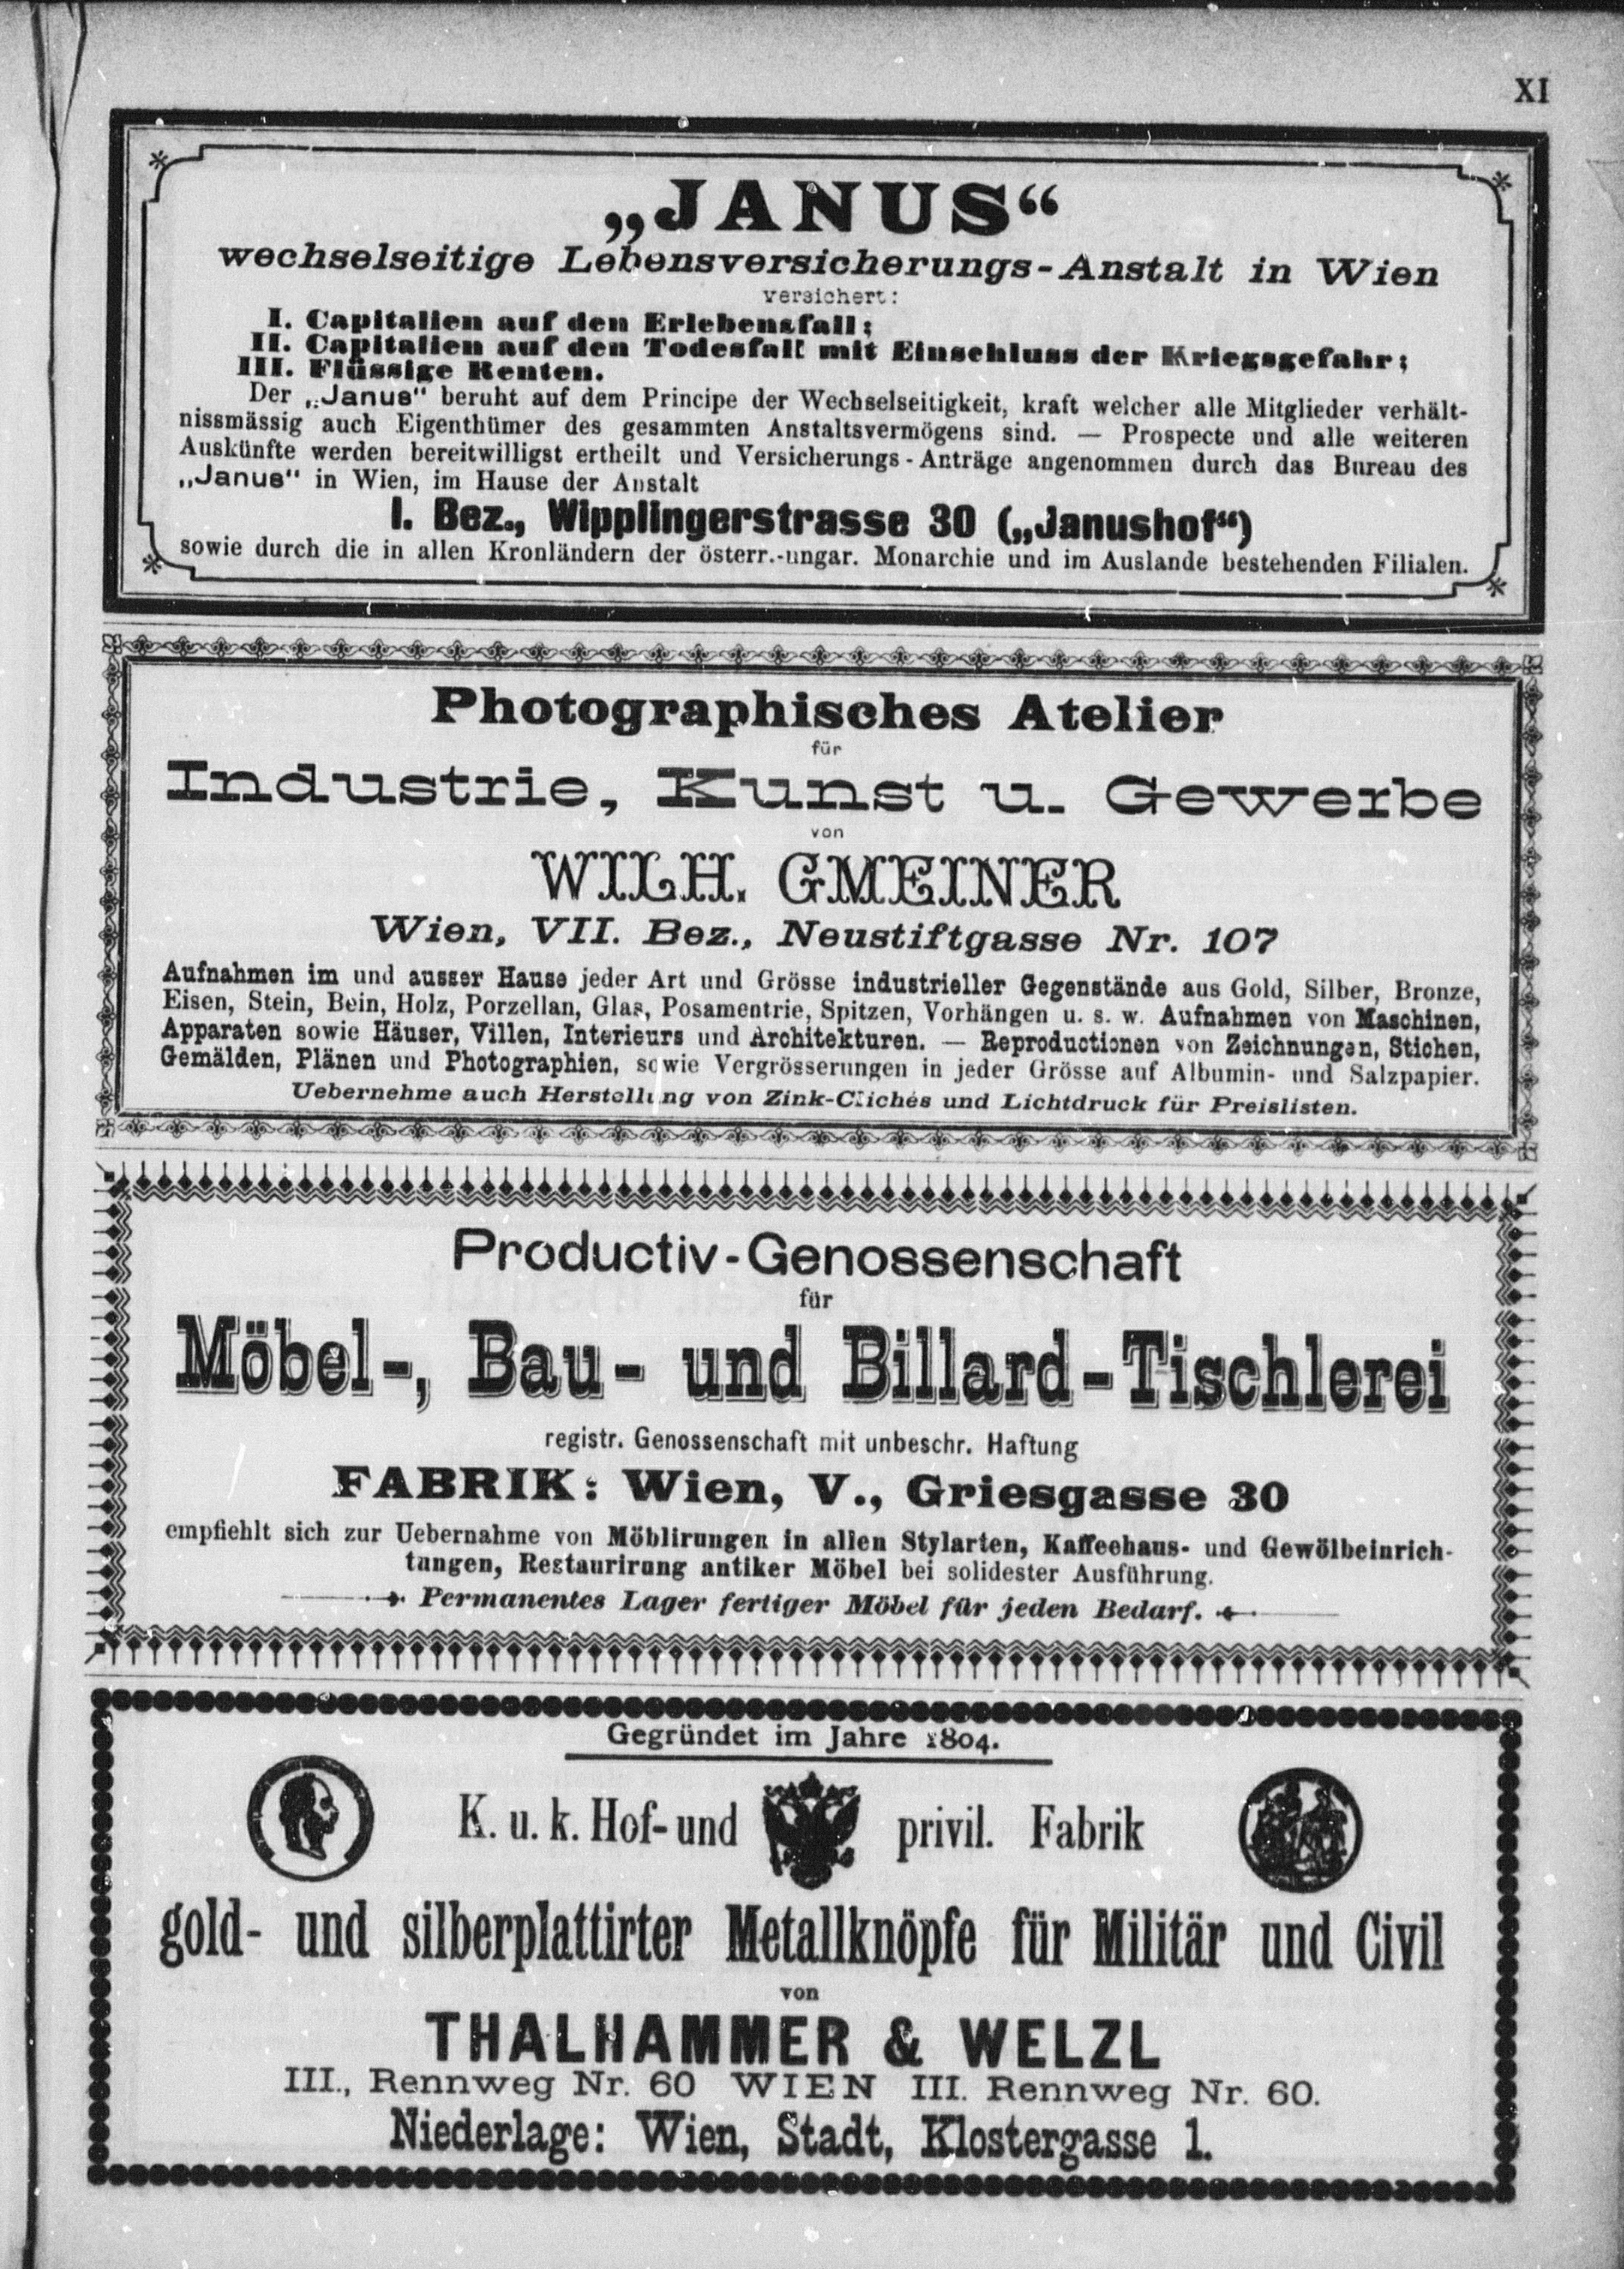 XI
„JANUS“
wechselseitige Lebensversicherungs-Anstalt in Wien
versichert:
I. Capitalien auf den Erlebensfall;
II. Capitalien auf den Todesfall mit Einschluss der Kriegsgefahr;
III. Flüssige Renten.
Der „Janus“ beruht auf dem Principe der Wechselseitigkeit, kraft welcher alle Mitglieder verhält-
nissmässig auch Eigenthümer des gesammten Anstaltsvermögens sind. — Prospecte und alle weiteren
Auskünfte werden bereitwilligst ertheilt und Versicherungs-Anträge angenommen durch das Bureau des
„Janus“ in Wien, im Hause der Anstalt
I. Bez., Wipplingerstrasse 30 („Janushof“)
sowie durch die in allen Kronländern der österr.-ungar. Monarchie und im Auslande bestehenden Filialen.
Photographisches Atelier
für
Industrie, Kunst u. Gewerbe
von
WILH. GMEINER
Wien, VII. Bez., Neustiftgasse Nr. 107
Aufnahmen im und ausser Hause jeder Art und Grösse industrieller Gegenstände aus Gold, Silber, Bronze,
Eisen, Stein, Bein, Holz, Porzellan, Glas, Posamentrie, Spitzen, Vorhängen u. s. w. Aufnahmen von Maschinen,
Apparaten sowie Häuser, Villen, Interieurs und Architekturen. — Reproductionen von Zeichnungen, Stichen,
Gemälden, Plänen und Photographien, sowie Vergrösserungen in jeder Grösse auf Albumin- und Salzpapier.
Uebernehme auch Herstellung von Zink-Clichés und Lichtdruck für Preislisten.
Productiv-Genossenschaft
für
Möbel-, Bau- und Billard-Tischlerei
registr. Genossenschaft mit unbeschr. Haftung
FABRIK: Wien, V., Griesgasse 30
empfiehlt sich zur Uebernahme von Möblirungen in allen Stylarten, Kaffeehaus- und Gewölbeinrich-
tungen, Restaurirung antiker Möbel bei solidester Ausführung.
Permanentes Lager fertiger Möbel für jeden Bedarf.
Gegründet im Jahre 1804.
K. u. k. Hof- und privil. Fabrik
gold- und silberplattirter Metallknöpfe für Militär und Civil
von
THALHAMMER & WELZL
III., Rennweg Nr. 60 WIEN III. Rennweg Nr. 60.
Niederlage: Wien, Stadt, Klostergasse 1.